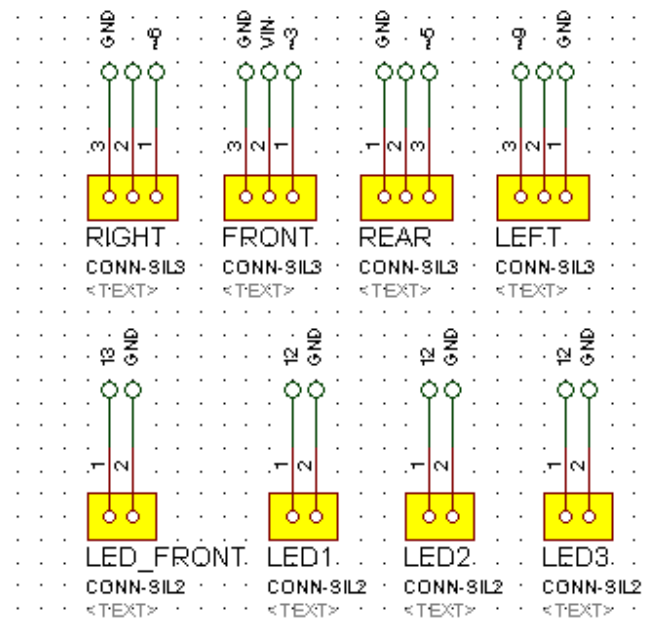 GND ~6 GND VIN ~3 GND ~5 ~9 GND
3 2 1 3 2 1 1 2 3 3 2 1
RIGHT FRONT REAR LEFT
CONN-SIL3 CONN-SIL3 CONN-SIL3 CONN-SIL3
<TEXT> <TEXT> <TEXT> <TEXT>
13 GND 12 GND 12 GND 12 GND
1 2 1 2 1 2 1 2
LED_FRONT LED1 LED2 LED3
CONN-SIL2 CONN-SIL2 CONN-SIL2 CONN-SIL2
<TEXT> <TEXT> <TEXT> <TEXT>